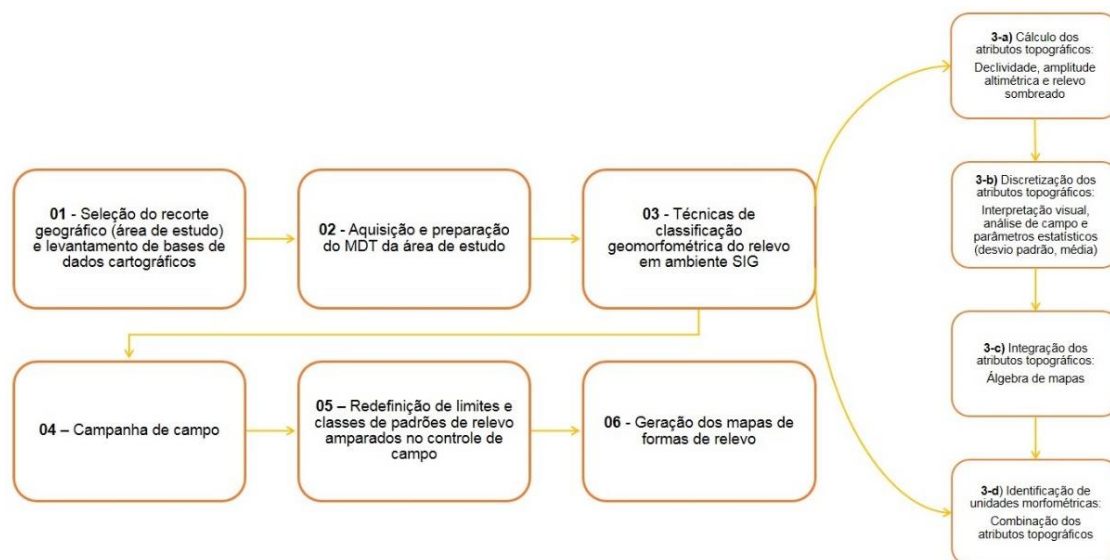 01 - Seleção do recorte
geográfico (área de estudo)
e levantamento de bases de
dados cartográficos
02 - Aquisição e preparação
do MDT da área de estudo
03 - Técnicas de
classificação
geomorfométrica do relevo
em ambiente SIG
3-a) Cálculo dos
atributos topográficos:
Declividade, amplitude
altimétrica e relevo
sombreado
3-b) Discretização dos
atributos topográficos:
Interpretação visual,
análise de campo e
parâmetros estatísticos
(desvio padrão, média)
3-c) Integração dos
atributos topográficos:
Álgebra de mapas
3-d) Identificação de
unidades morfométricas:
Combinação dos
atributos topográficos
04 – Campanha de campo
05 – Redefinição de limites e
classes de padrões de relevo
amparados no controle de
campo
06 - Geração dos mapas de
formas de relevo